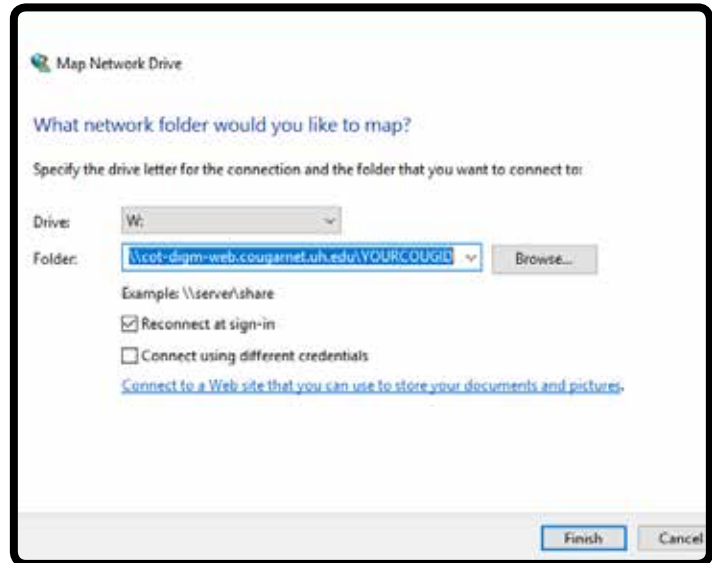 Map Network Drive
What network folder would you like to map?
Specify the drive letter for the connection and the folder that you want to connect to:
Drive: W:
Folder: \\cot-digm-web.cougarnet.uh.edu\YOURCOUGID Browse...
Example: \\server\share
Reconnect at sign-in
Connect using different credentials
Connect to a Web site that you can use to store your documents and pictures.
Finish Cancel